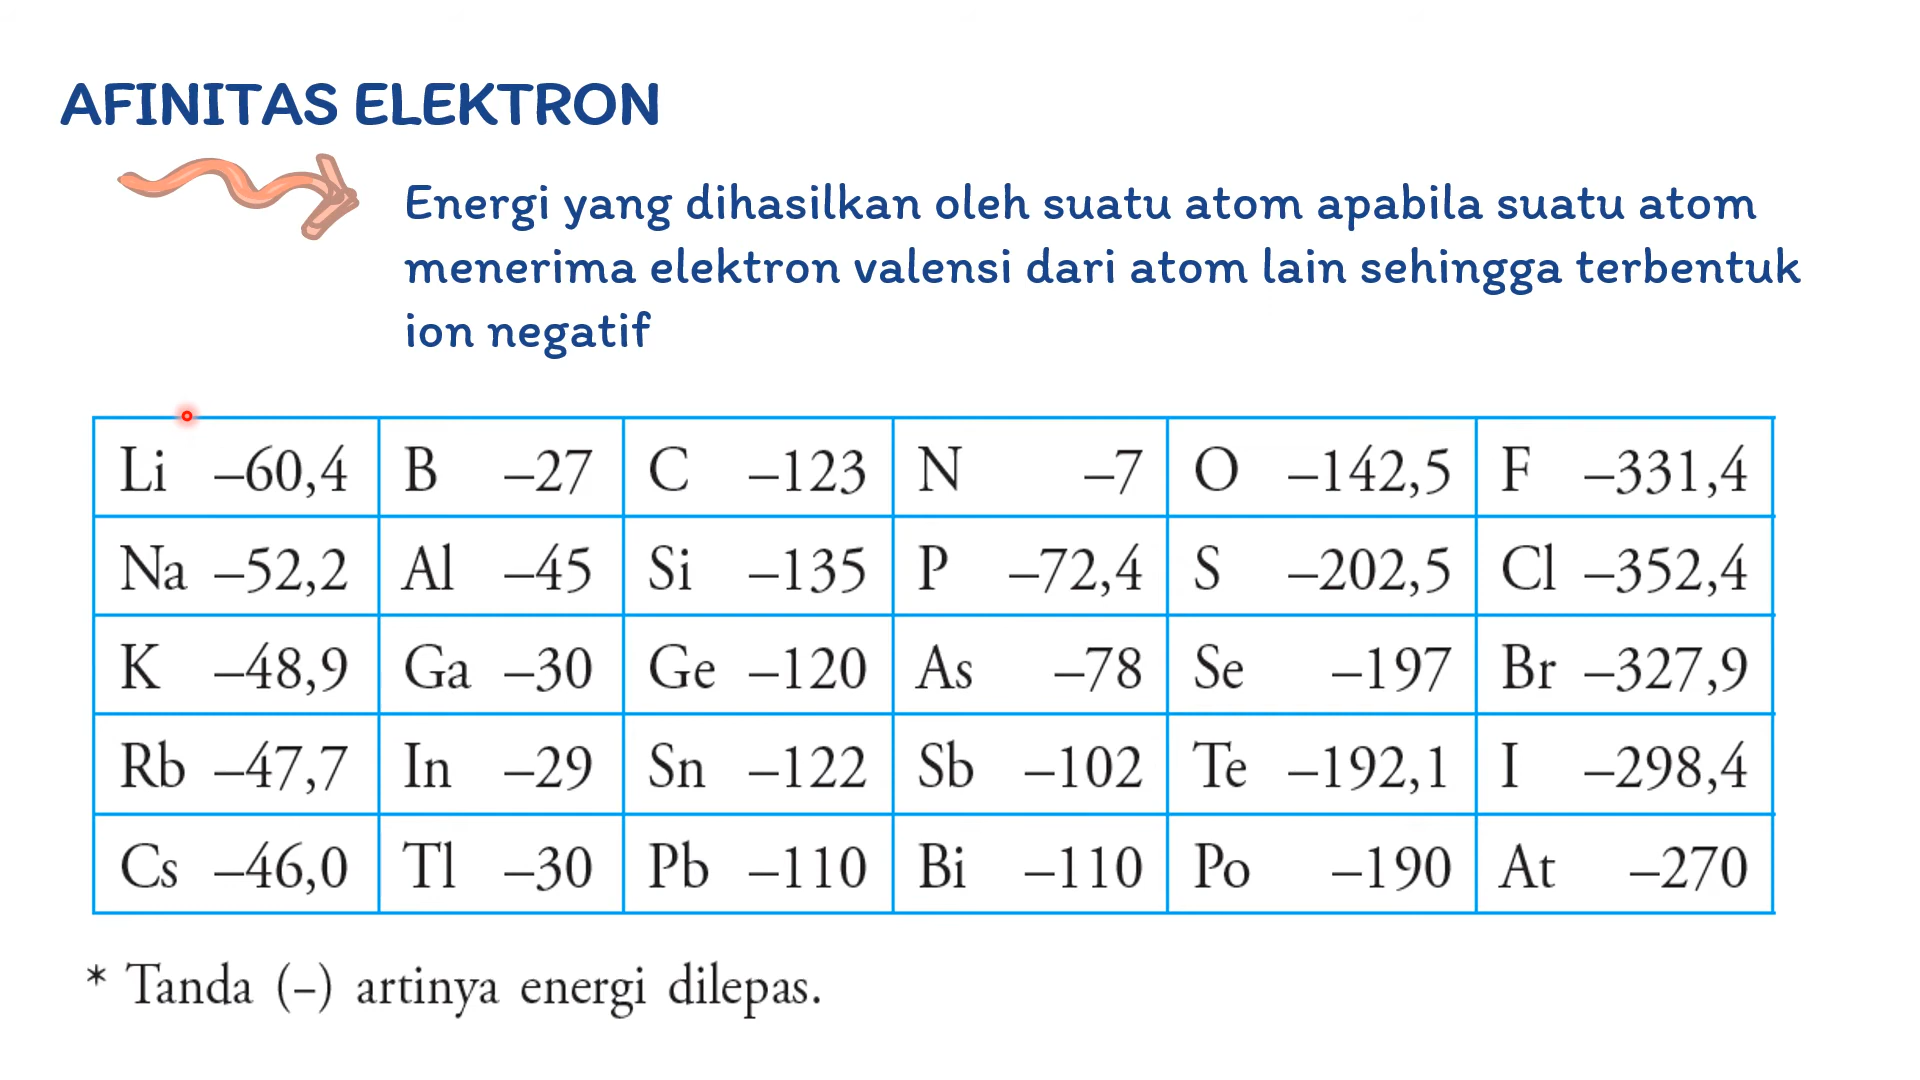 AFINITAS ELEKTRON
Energi yang dihasilkan oleh suatu atom apabila suatu atom
menerima elektron valensi dari atom lain sehingga terbentuk
ion negatif
Li –60,4 B –27 C –123 N –7 O –142,5 F –331,4
Na –52,2 Al –45 Si –135 P –72,4 S –202,5 Cl –352,4
K –48,9 Ga –30 Ge –120 As –78 Se –197 Br –327,9
Rb –47,7 In –29 Sn –122 Sb –102 Te –192,1 I –298,4
Cs –46,0 Tl –30 Pb –110 Bi –110 Po –190 At –270
* Tanda (–) artinya energi dilepas.